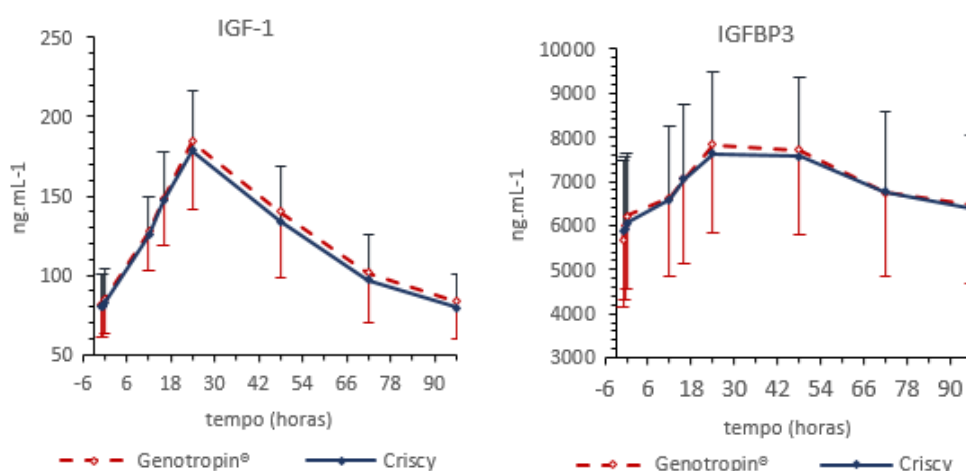 IGF-1
250
200
150
100
50
ng.mL-1
-6 6 18 30 42 54 66 78 90
tempo (horas)
Genotropin® Criscy
IGFBP3
10000
9000
8000
7000
6000
5000
4000
3000
ng.mL-1
-6 6 18 30 42 54 66 78 90
tempo (horas)
Genotropin® Criscy